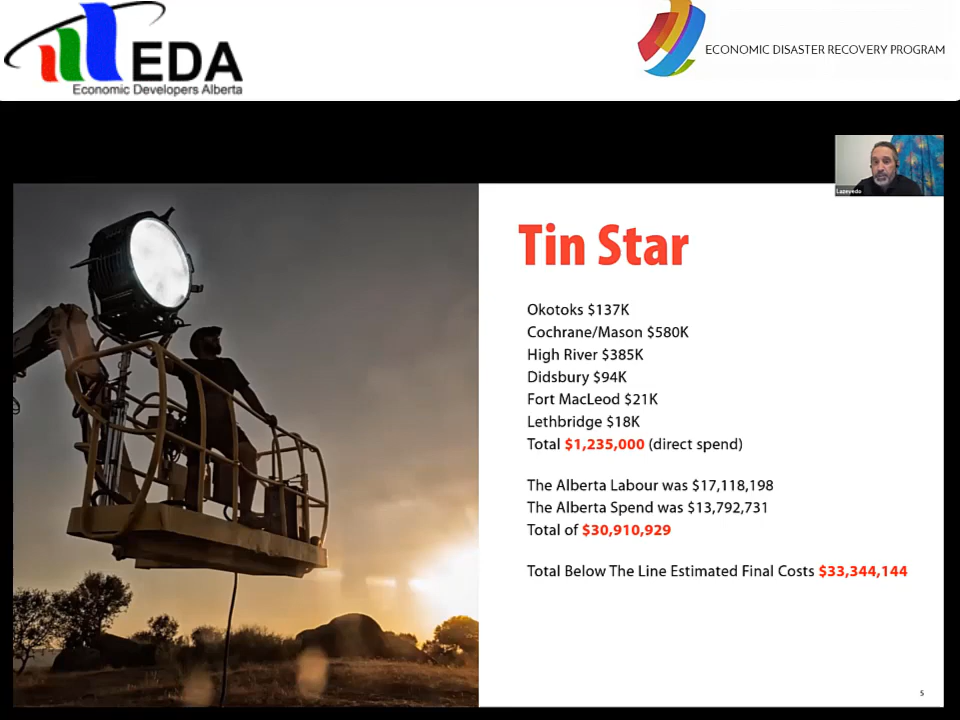 EDA
Economic Developers Alberta
ECONOMIC DISASTER RECOVERY PROGRAM
Lazevedo
Tin Star
Okotoks $137K
Cochrane/Mason $580K
High River $385K
Didsbury $94K
Fort MacLeod $21K
Lethbridge $18K
Total $1,235,000 (direct spend)
The Alberta Labour was $17,118,198
The Alberta Spend was $13,792,731
Total of $30,910,929
Total Below The Line Estimated Final Costs $33,344,144
5